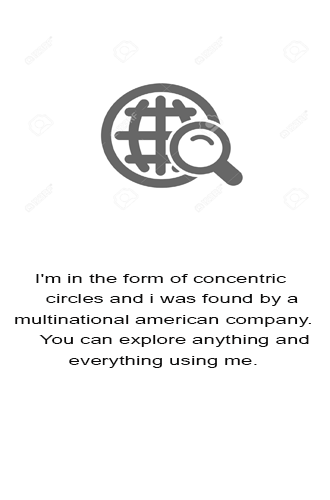 I'm in the form of concentric
circles and i was found by a
multinational american company.
You can explore anything and
everything using me.